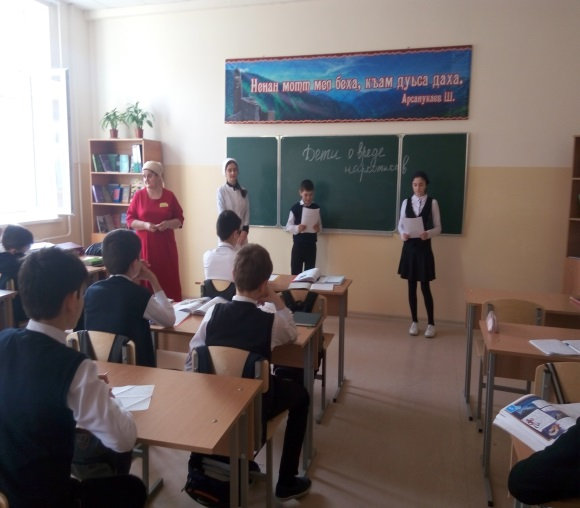 Ненан мотт мел беха, къам дуьса даха.
Арсанукаев Ш.
Дети о вреде
наркотиков